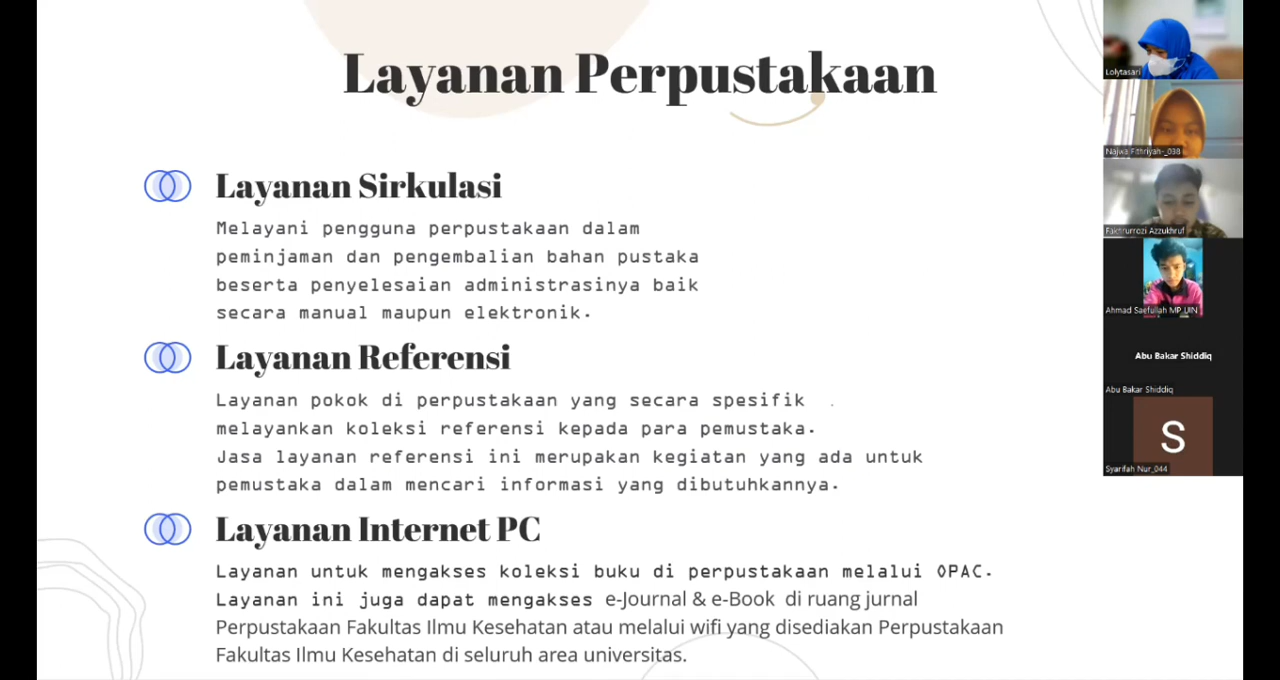 Layanan Perpustakaan
Layanan Sirkulasi
Melayani pengguna perpustakaan dalam
peminjaman dan pengembalian bahan pustaka
beserta penyelesaian administrasinya baik
secara manual maupun elektronik.
Layanan Referensi
Layanan pokok di perpustakaan yang secara spesifik
melayankan koleksi referensi kepada para pemustaka.
Jasa layanan referensi ini merupakan kegiatan yang ada untuk
pemustaka dalam mencari informasi yang dibutuhkannya.
Layanan Internet PC
Layanan untuk mengakses koleksi buku di perpustakaan melalui OPAC.
Layanan ini juga dapat mengakses e-Journal & e-Book di ruang jurnal
Perpustakaan Fakultas Ilmu Kesehatan atau melalui wifi yang disediakan Perpustakaan
Fakultas Ilmu Kesehatan di seluruh area universitas.
Lolytasari
Najwa Fithriyah-_038
Fakhrurrozi Azzukhruf
Ahmad Saefullah MP_UIN
Abu Bakar Shiddiq
Abu Bakar Shiddiq
S
Syarifah Nur_044